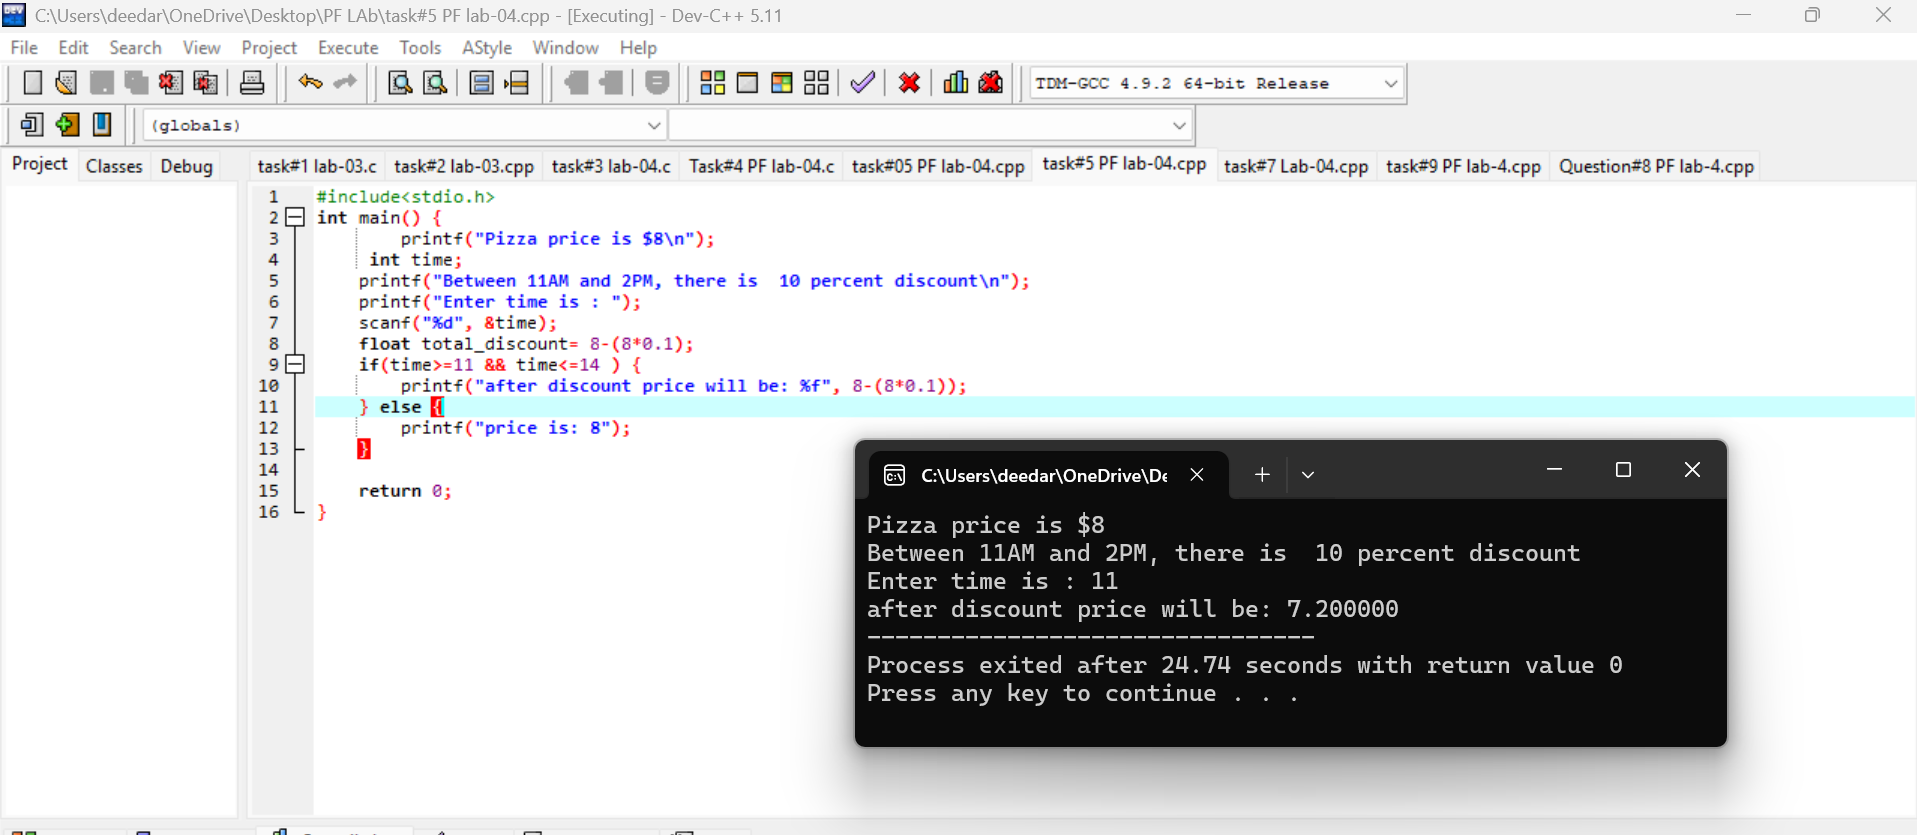 C:\Users\deedar\OneDrive\Desktop\PF LAb\task#5 PF lab-04.cpp - [Executing] - Dev-C++ 5.11
File Edit Search View Project Execute Tools AStyle Window Help
TDM-GCC 4.9.2 64-bit Release
(globals)
Project Classes Debug
task#1 lab-03.c task#2 lab-03.cpp task#3 lab-04.c Task#4 PF lab-04.c task#05 PF lab-04.cpp task#5 PF lab-04.cpp task#7 Lab-04.cpp task#9 PF lab-4.cpp Question#8 PF lab-4.cpp
1 #include<stdio.h>
2 int main() {
3 printf("Pizza price is $8\n");
4 int time;
5 printf("Between 11AM and 2PM, there is  10 percent discount\n");
6 printf("Enter time is : ");
7 scanf("%d", &time);
8 float total_discount= 8-(8*0.1);
9 if(time>=11 && time<=14 ) {
10 printf("after discount price will be: %f", 8-(8*0.1));
11 } else {
12 printf("price is: 8");
13 }
14
15 return 0;
16 }
C:\Users\deedar\OneDrive\De
Pizza price is $8
Between 11AM and 2PM, there is  10 percent discount
Enter time is : 11
after discount price will be: 7.200000
--------------------------------
Process exited after 24.74 seconds with return value 0
Press any key to continue . . .